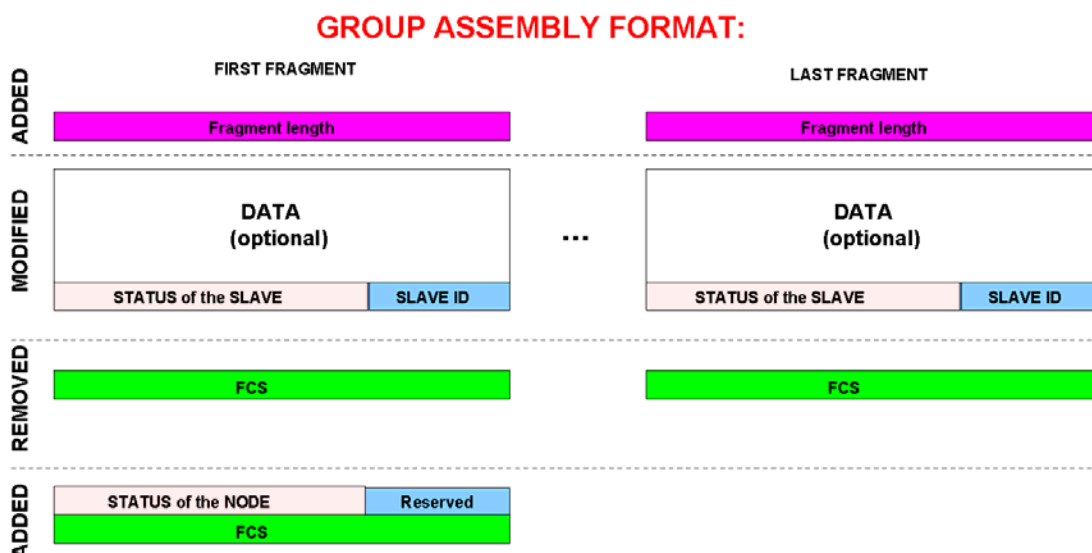 GROUP ASSEMBLY FORMAT:
FIRST FRAGMENT
LAST FRAGMENT
ADDED
Fragment length
Fragment length
MODIFIED
DATA
(optional)
...
DATA
(optional)
STATUS of the SLAVE
SLAVE ID
STATUS of the SLAVE
SLAVE ID
REMOVED
FCS
FCS
ADDED
STATUS of the NODE
Reserved
FCS